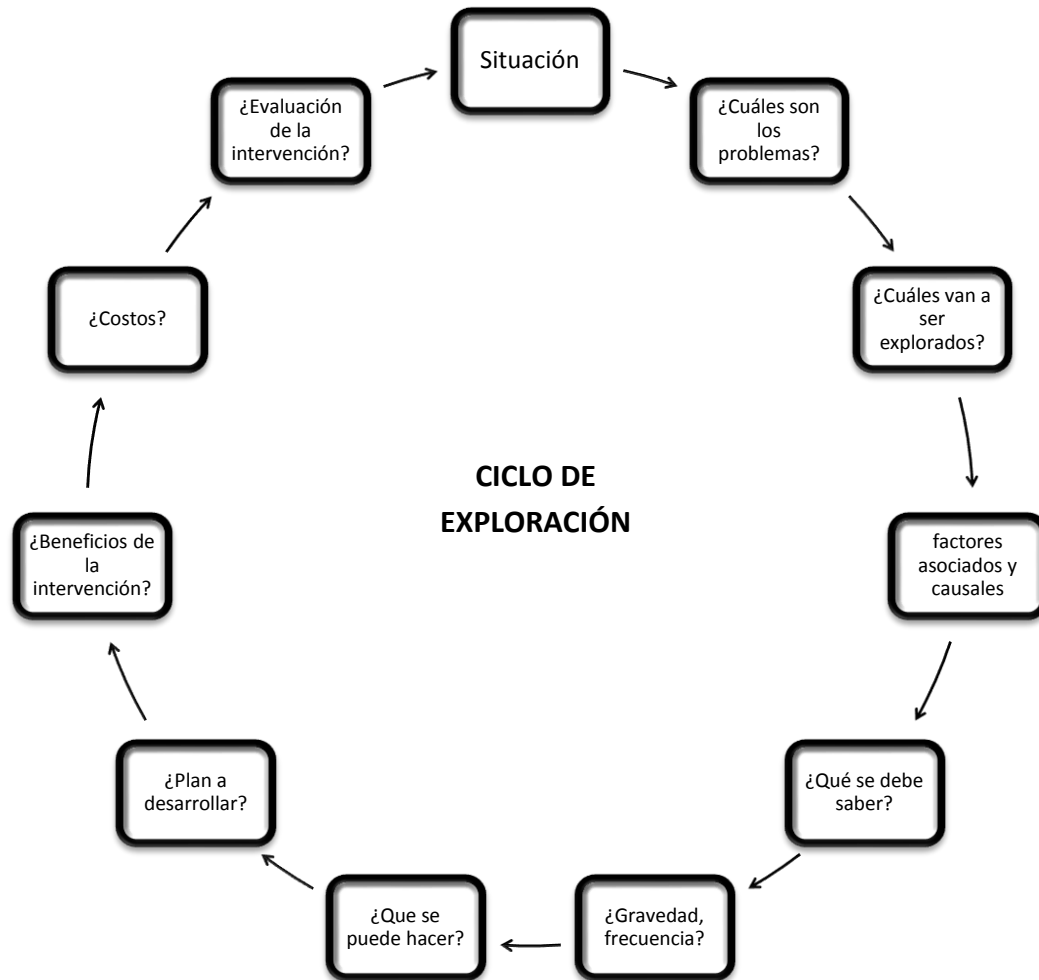 Situación
¿Cuáles son
los
problemas?
¿Cuáles van a
ser
explorados?
factores
asociados y
causales
¿Qué se debe
saber?
¿Gravedad,
frecuencia?
¿Que se
puede hacer?
¿Plan a
desarrollar?
¿Beneficios de
la
intervención?
¿Costos?
¿Evaluación
de la
intervención?
CICLO DE
EXPLORACIÓN